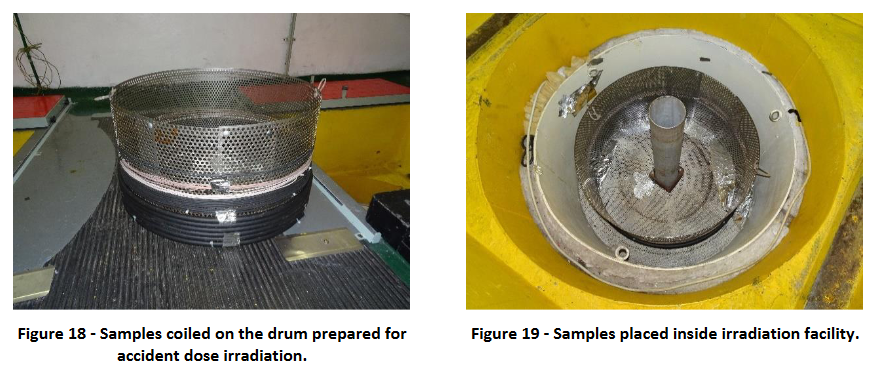 Figure 18 - Samples coiled on the drum prepared for
accident dose irradiation.
Figure 19 - Samples placed inside irradiation facility.